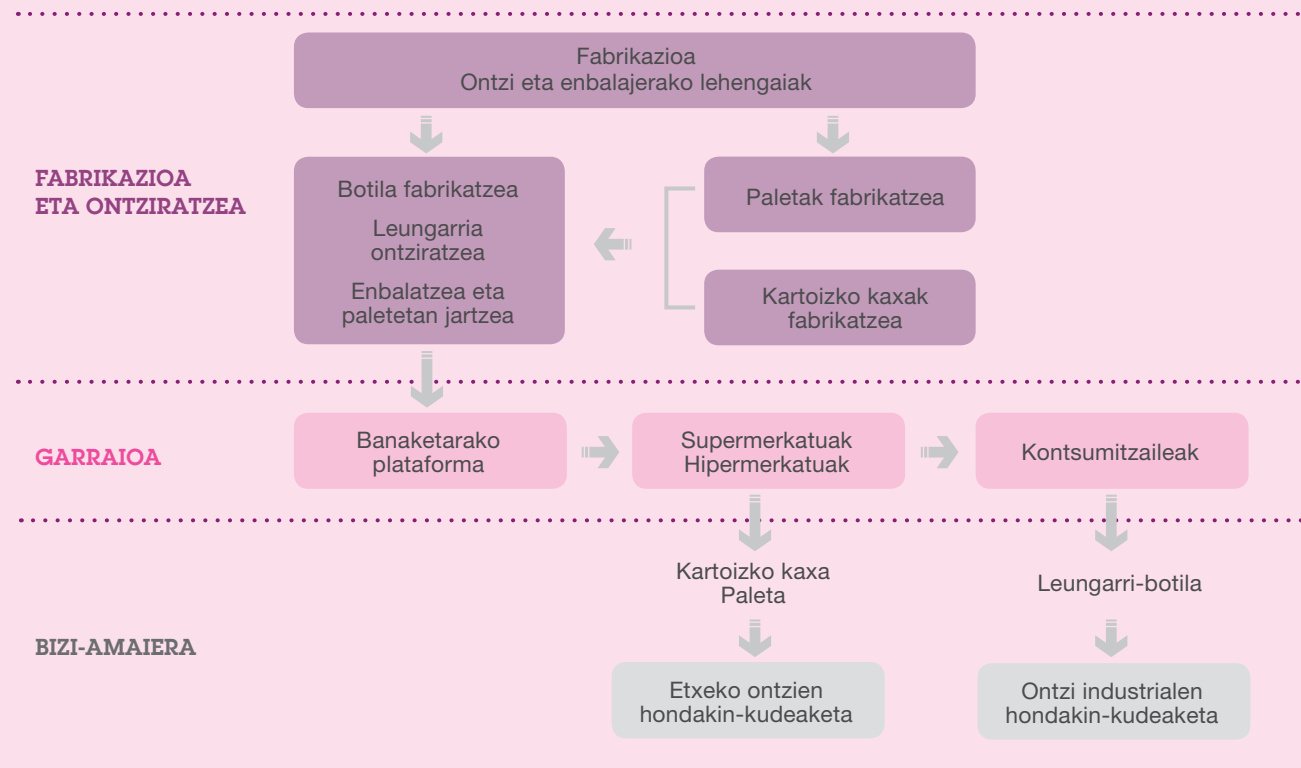 Fabrikazioa
Ontzi eta enbalajerako lehengaiak
FABRIKAZIOA
ETA ONTZIRATZEA
Botila fabrikatzea
Leungarria
ontziratzea
Enbalatzea eta
paletetan jartzea
Paletak fabrikatzea
Kartoizko kaxak
fabrikatzea
GARRAIOA
Banaketarako
plataforma
Supermerkatuak
Hipermerkatuak
Kontsumitzaileak
BIZI-AMAIERA
Kartoizko kaxa
Paleta
Leungarri-botila
Etxeko ontzien
hondakin-kudeaketa
Ontzi industrialen
hondakin-kudeaketa